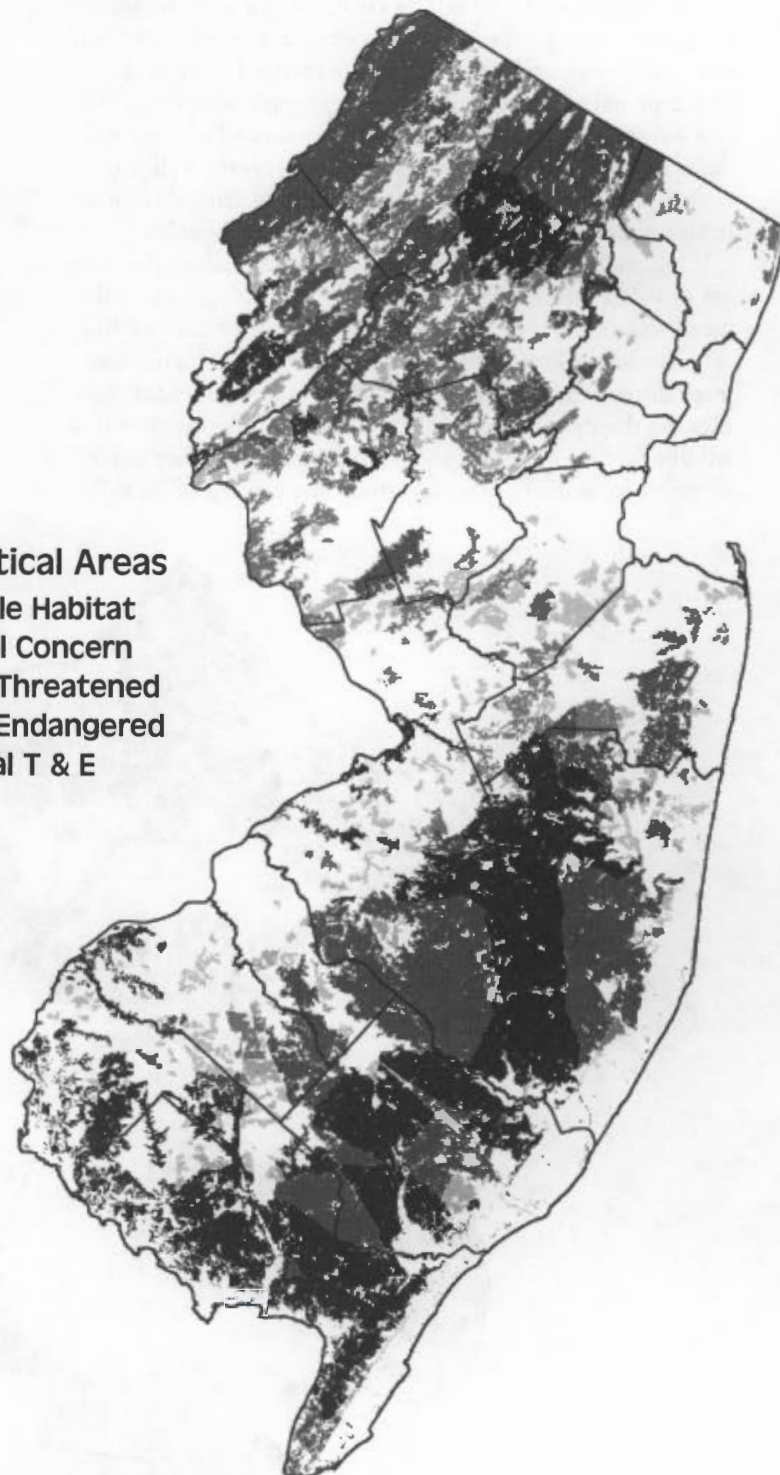 tical Areas
le Habitat
l Concern
Threatened
Endangered
al T & E